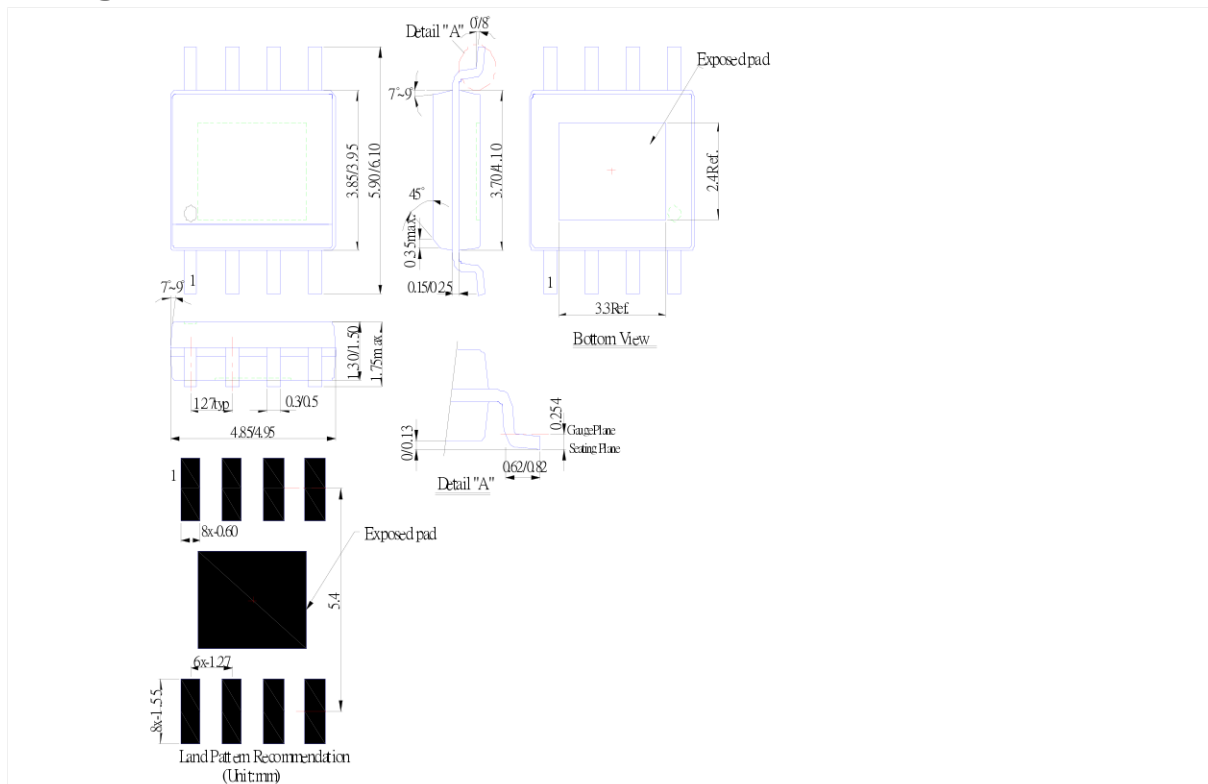 Detail "A"
0°/8°
Exposed pad
7°~9°
3.85/3.95
5.90/6.10
45°
0.35max.
3.70/4.10
2.4Ref.
1
0.15/0.25
1
3.3Ref.
Bottom View
7°~9°
1.30/1.50
1.75max
1.27typ
0.3/0.5
4.85/4.95
0/0.13
0.254
Gauge Plane
Seating Plane
0.62/0.82
Detail "A"
1
8x-0.60
Exposed pad
5.4
6x-1.27
8x-1.55
Land Pattern Recommendation
(Unit:mm)